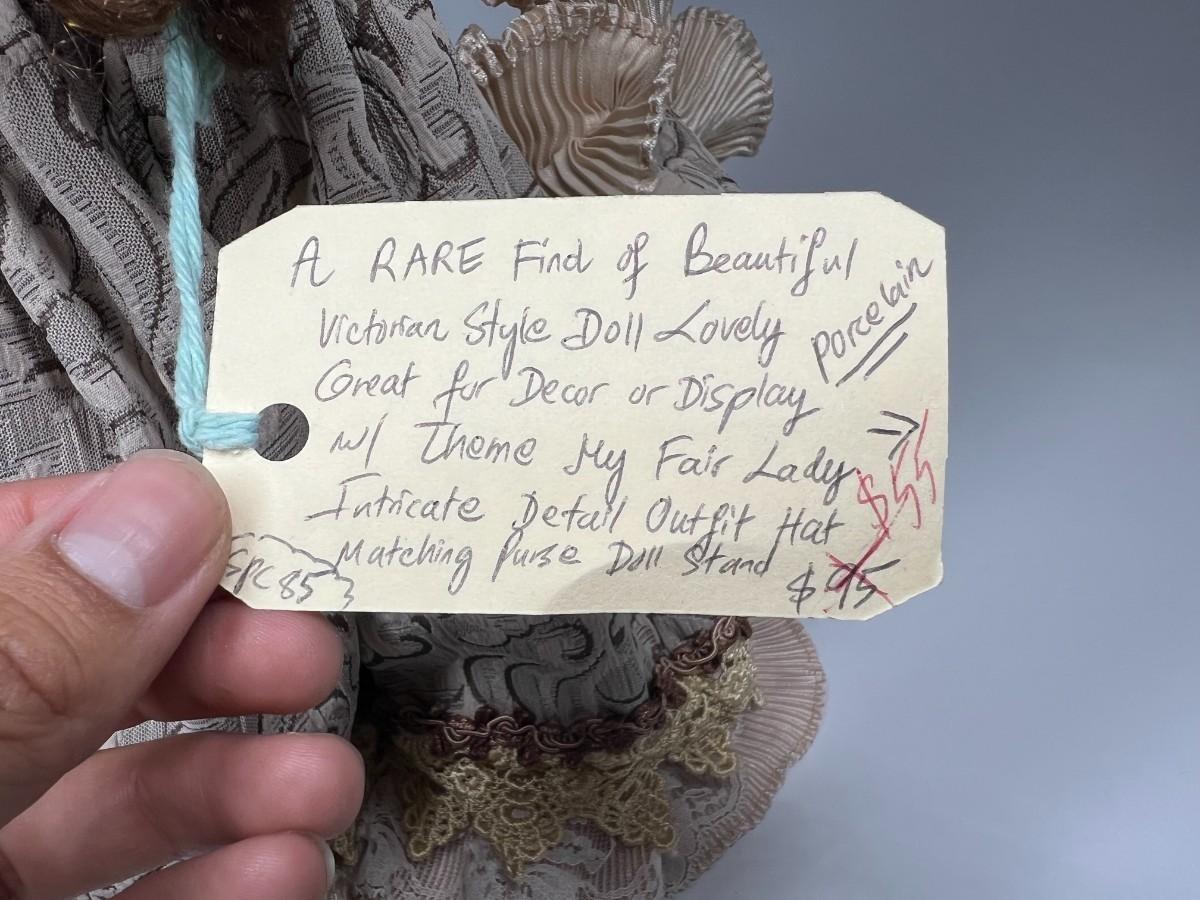 A RARE Find of Beautiful
Victorian Style Doll Lovely
Porcelain
Great for Decor or Display
w/ Theme My Fair Lady
$55
Intricate Detail Outfit Hat
Matching Purse Doll Stand
$95